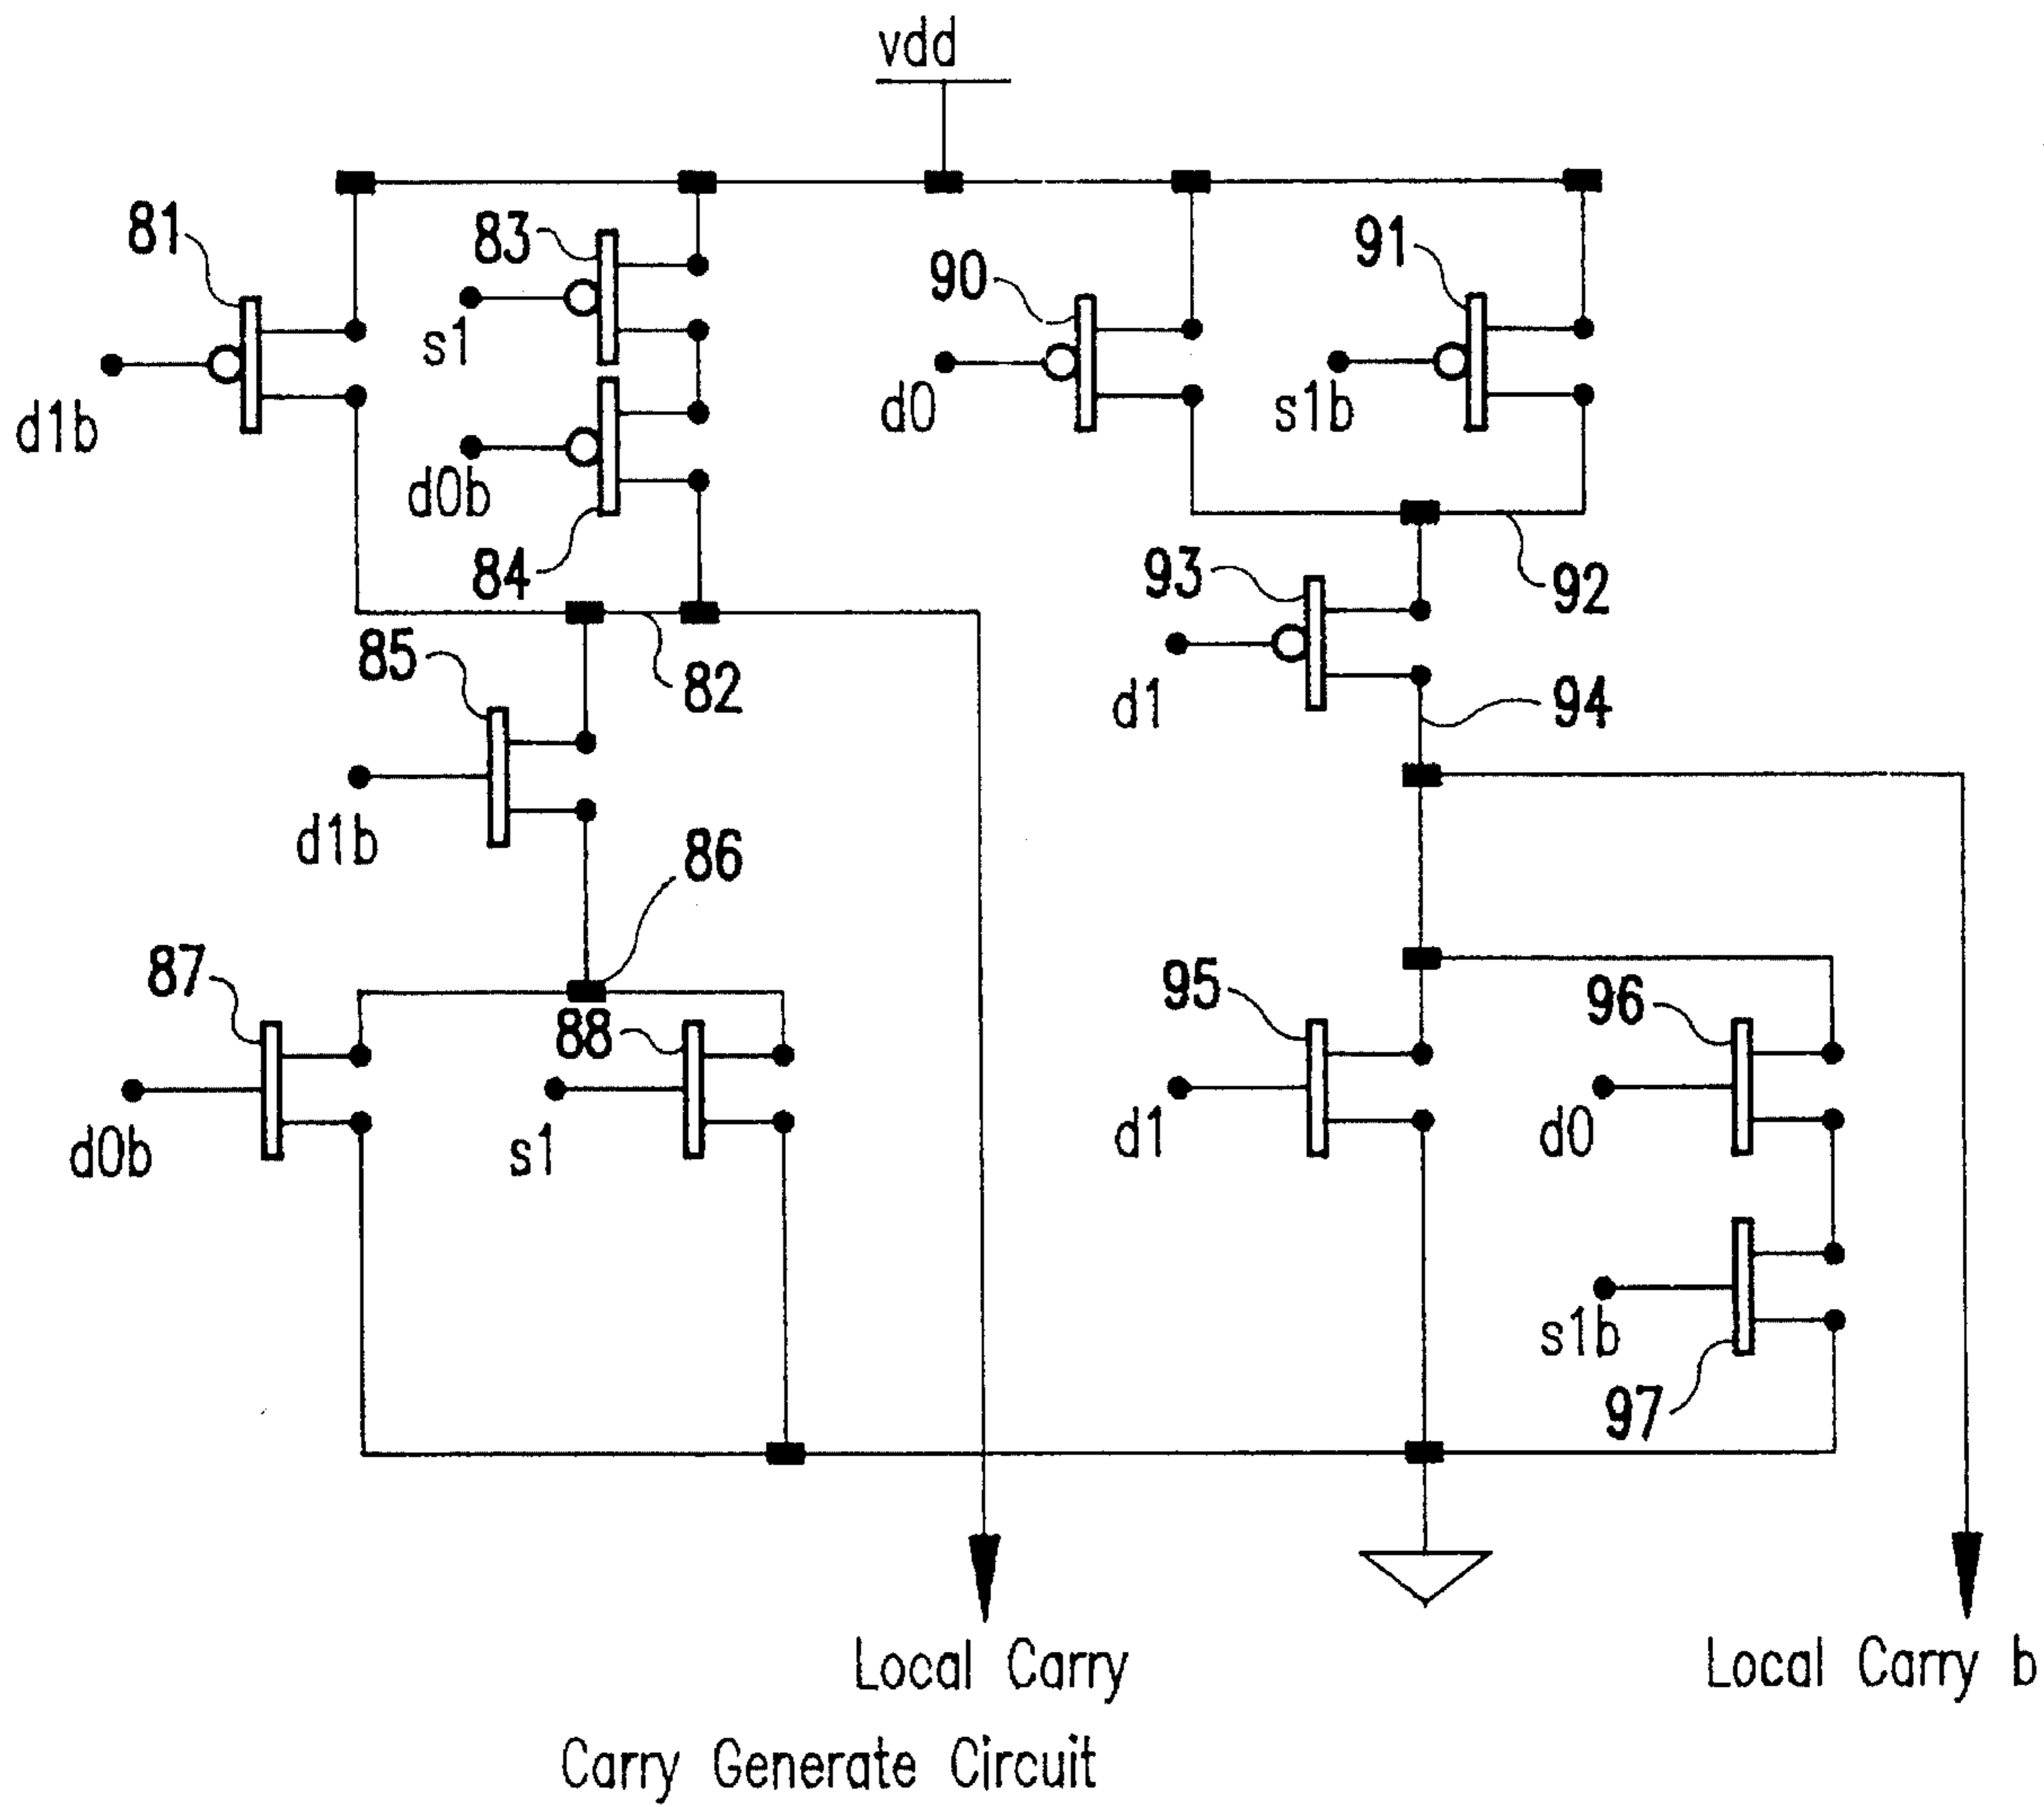 vdd
81
83
90
91
s1
d1b
d0
s1b
d0b
84
93
92
85
82
d1
94
d1b
86
87
88
95
96
d0b
s1
d1
d0
s1b
97
Local Carry
Local Carry b
Carry Generate Circuit